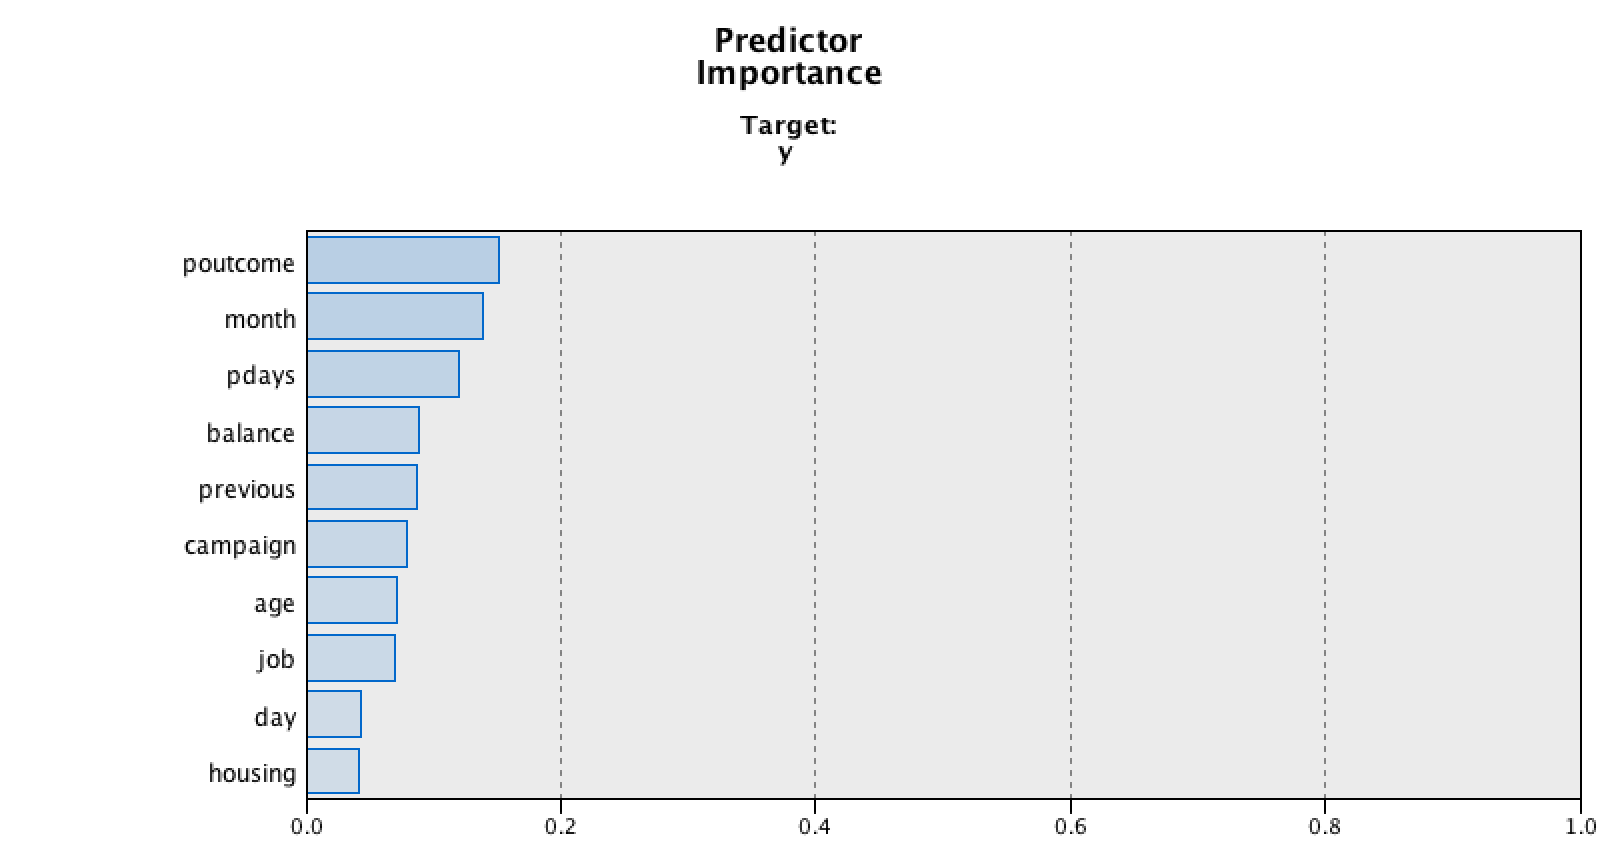 Predictor
Importance
Target:
y
poutcome
month
pdays
balance
previous
campaign
age
job
day
housing
0.0 0.2 0.4 0.6 0.8 1.0